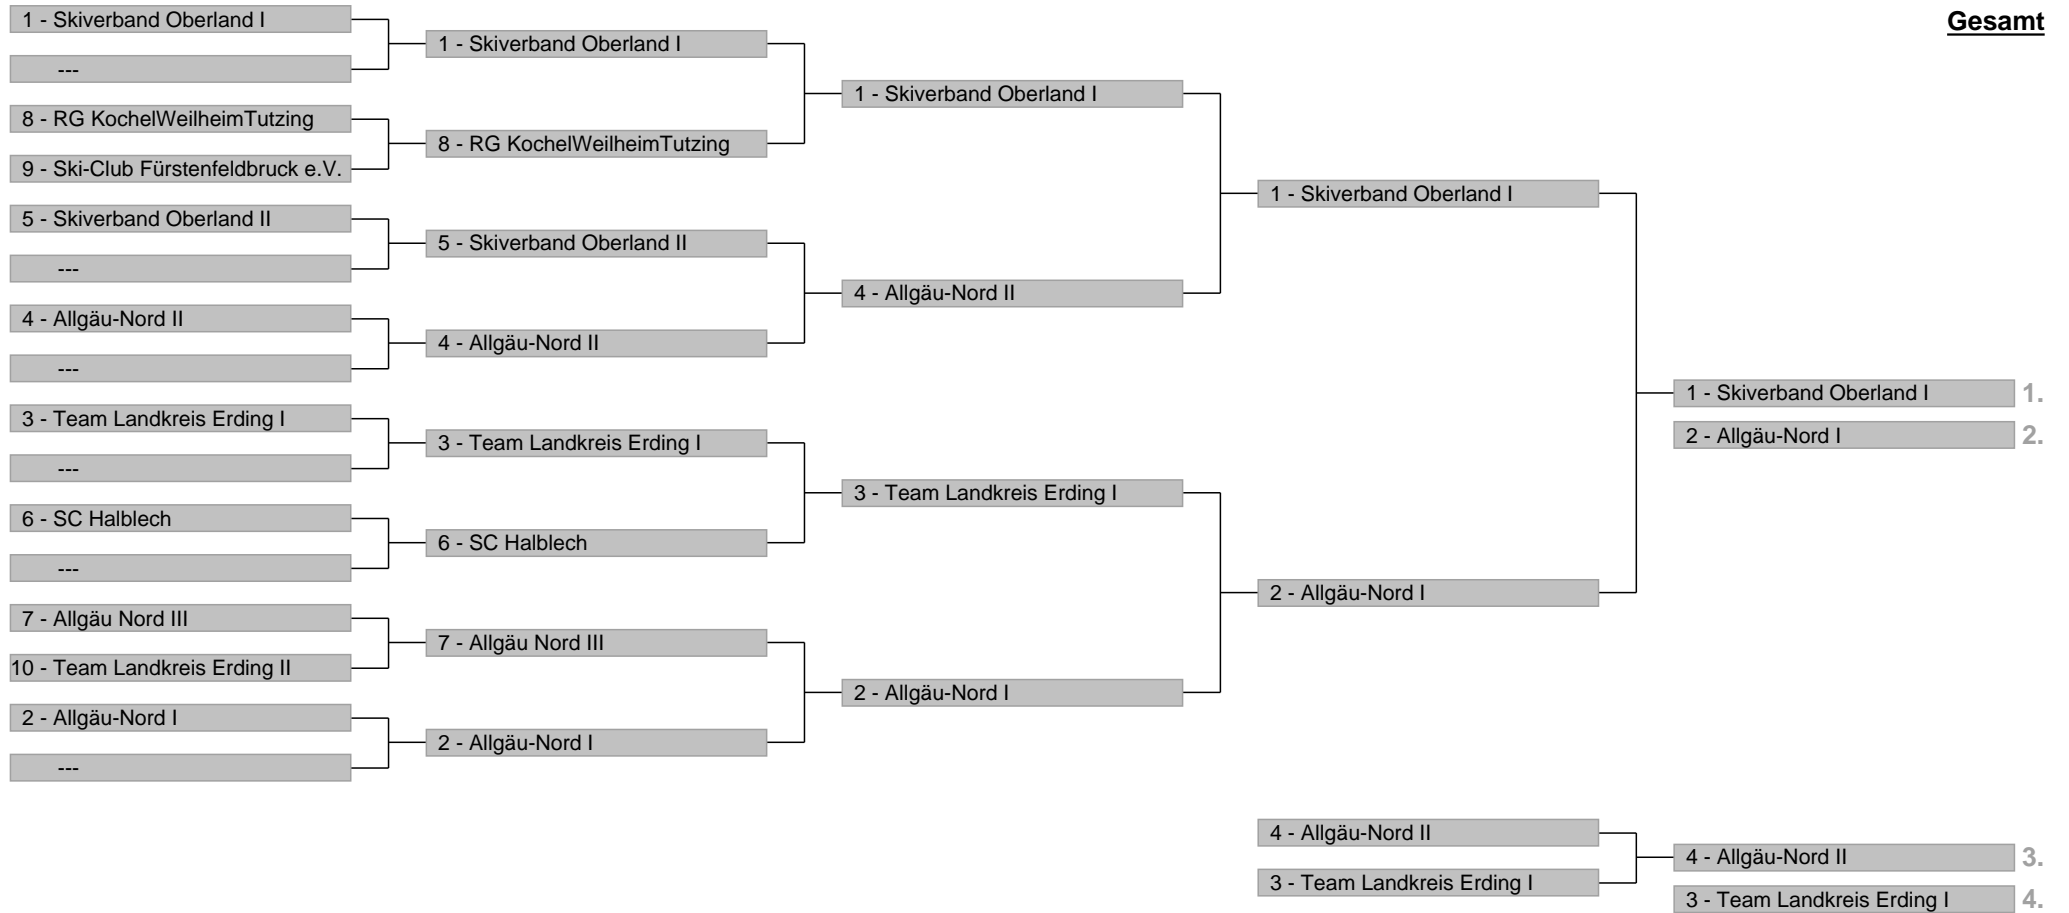 Gesamt
1 - Skiverband Oberland I
---
8 - RG KochelWeilheimTutzing
9 - Ski-Club Fürstenfeldbruck e.V.
5 - Skiverband Oberland II
---
4 - Allgäu-Nord II
---
3 - Team Landkreis Erding I
---
6 - SC Halblech
---
7 - Allgäu Nord III
10 - Team Landkreis Erding II
2 - Allgäu-Nord I
---
1 - Skiverband Oberland I
8 - RG KochelWeilheimTutzing
5 - Skiverband Oberland II
4 - Allgäu-Nord II
3 - Team Landkreis Erding I
6 - SC Halblech
7 - Allgäu Nord III
2 - Allgäu-Nord I
1 - Skiverband Oberland I
4 - Allgäu-Nord II
3 - Team Landkreis Erding I
2 - Allgäu-Nord I
1 - Skiverband Oberland I
2 - Allgäu-Nord I
1 - Skiverband Oberland I 1.
2 - Allgäu-Nord I 2.
4 - Allgäu-Nord II
3 - Team Landkreis Erding I
4 - Allgäu-Nord II 3.
3 - Team Landkreis Erding I 4.